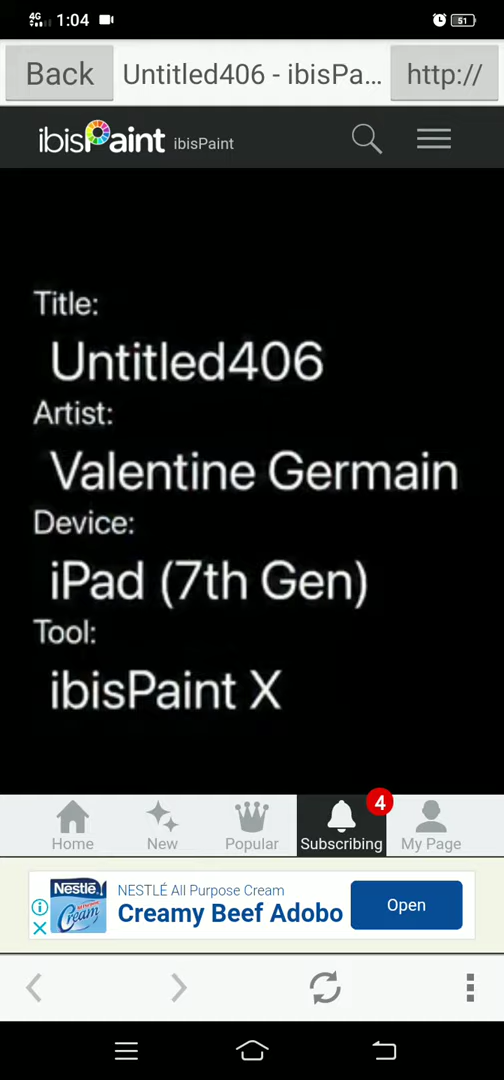 4G 1:04 51
Back Untitled406 - ibisPa... http://
ibisPaint ibisPaint
Title:
Untitled406
Artist:
Valentine Germain
Device:
iPad (7th Gen)
Tool:
ibisPaint X
4
Home New Popular Subscribing My Page
Nestlé Cream
NESTLÉ All Purpose Cream
Creamy Beef Adobo
Open